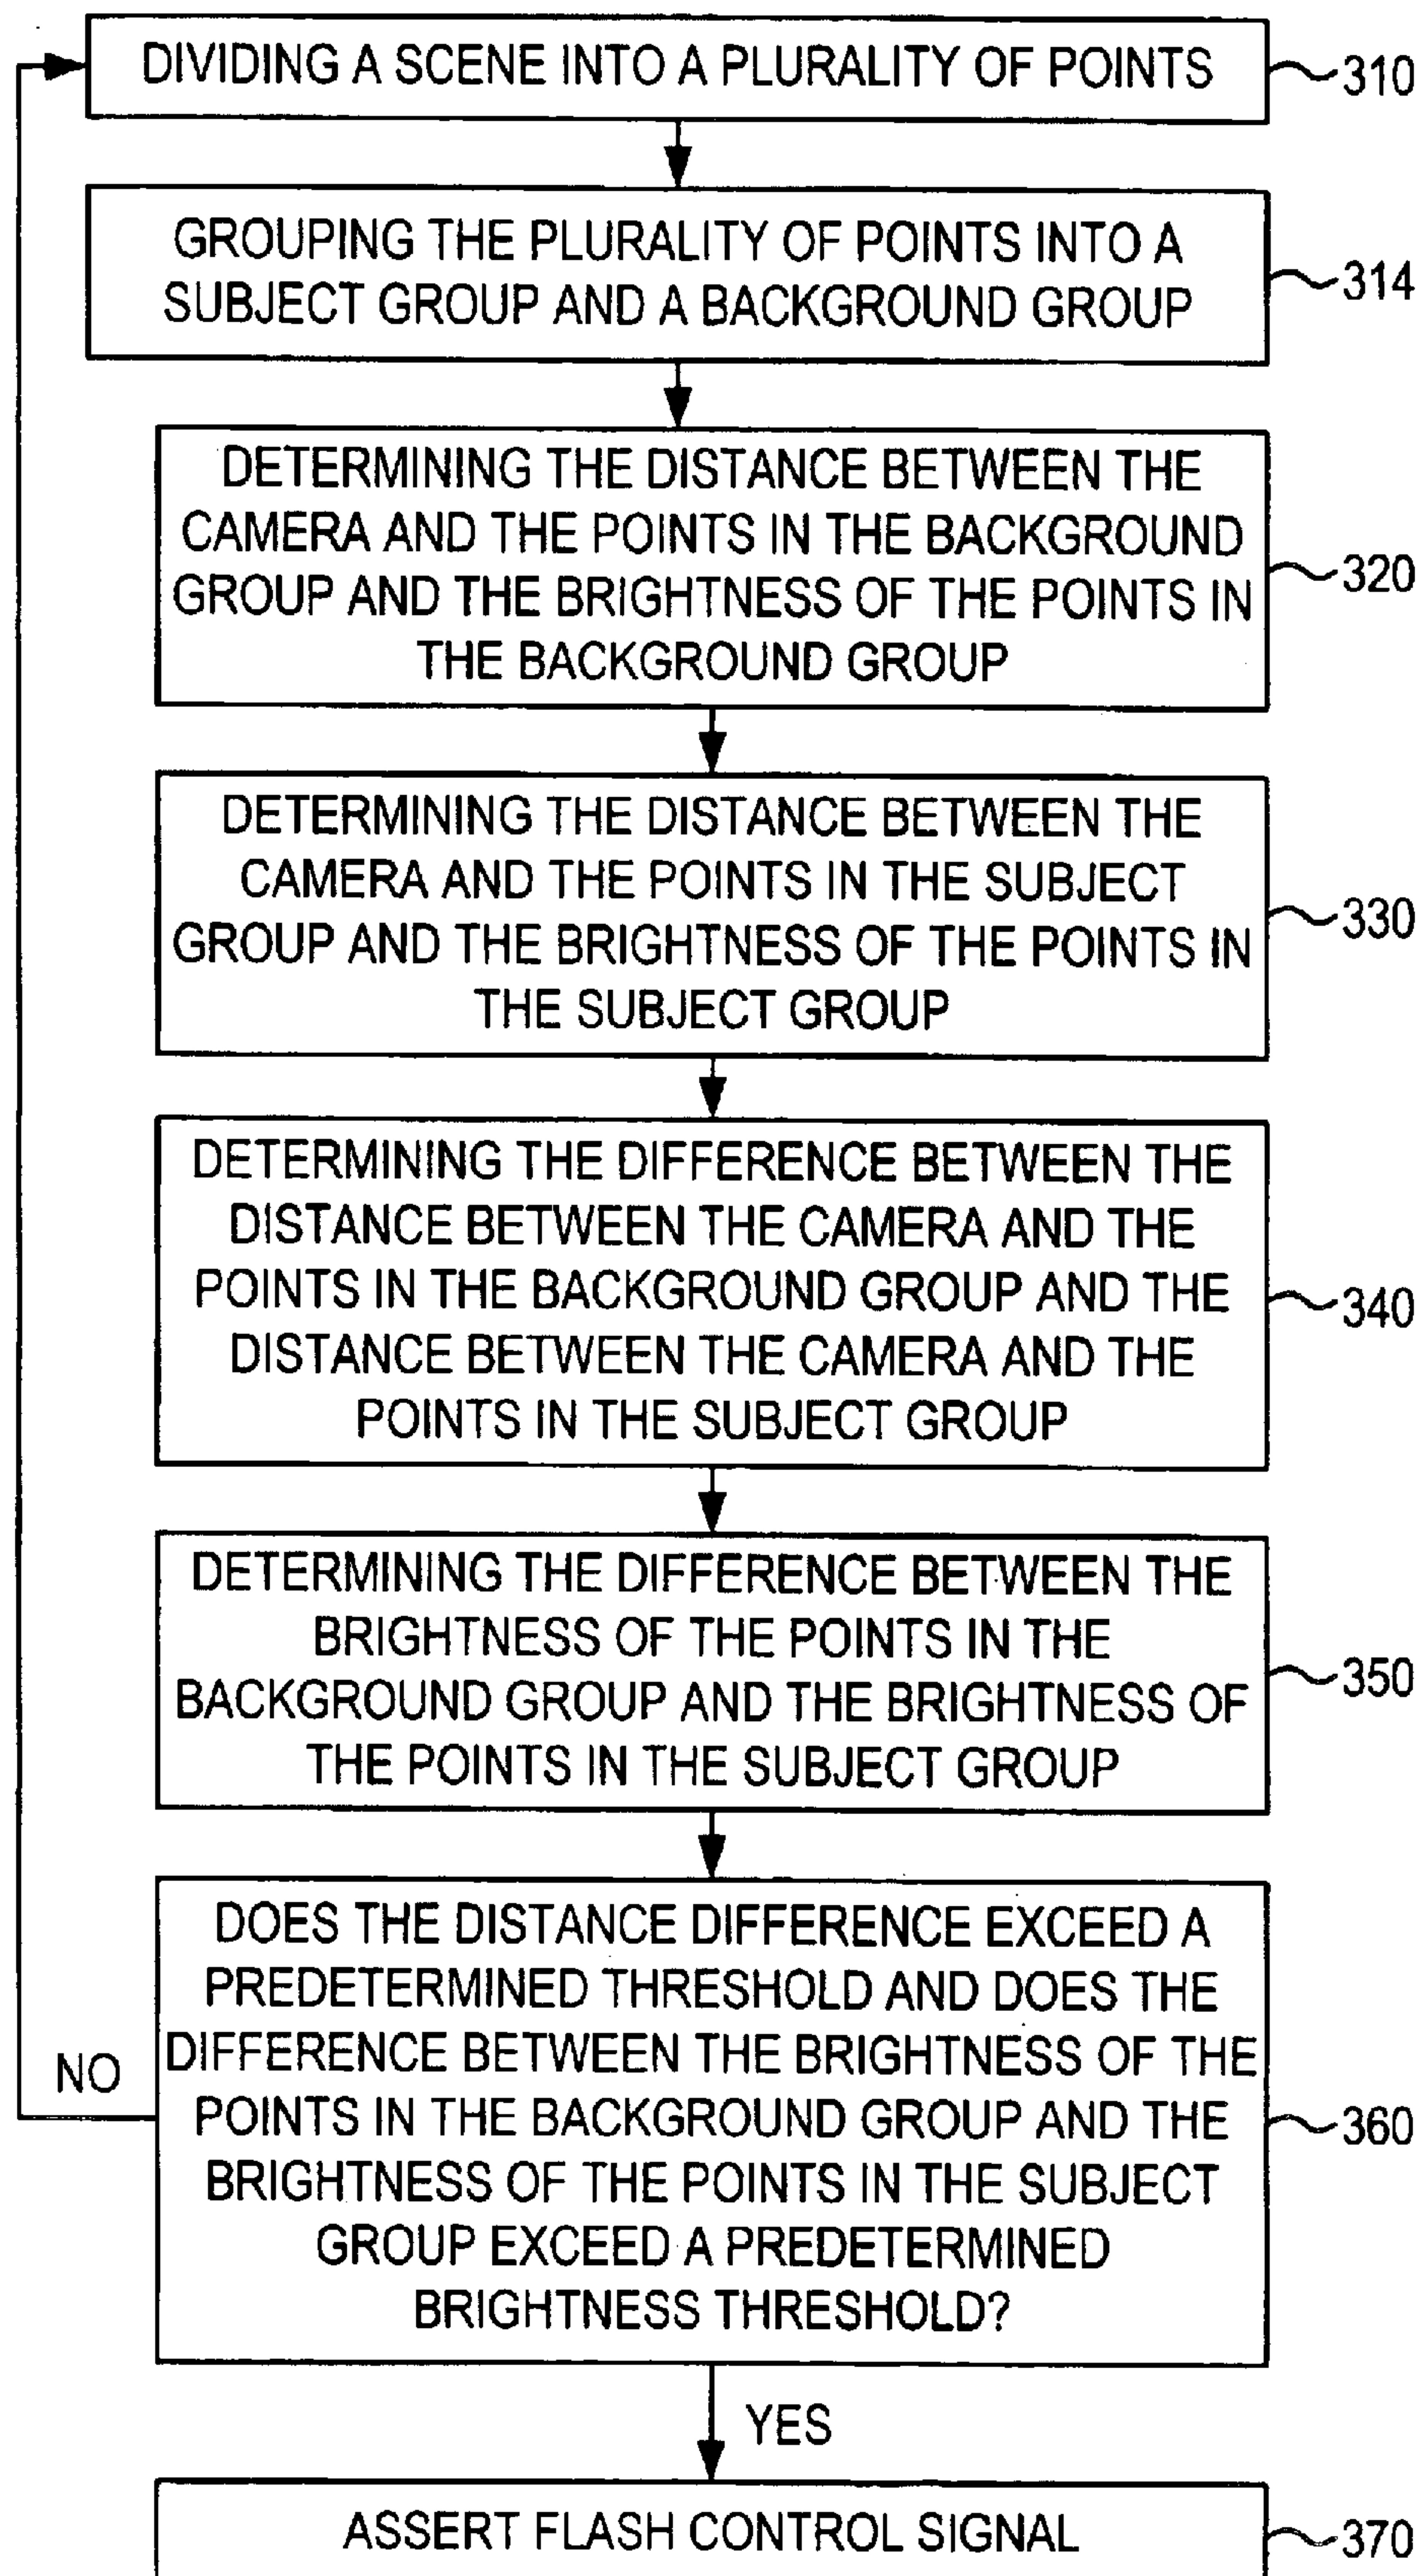 DIVIDING A SCENE INTO A PLURALITY OF POINTS
310
GROUPING THE PLURALITY OF POINTS INTO A
SUBJECT GROUP AND A BACKGROUND GROUP
314
DETERMINING THE DISTANCE BETWEEN THE
CAMERA AND THE POINTS IN THE BACKGROUND
GROUP AND THE BRIGHTNESS OF THE POINTS IN
THE BACKGROUND GROUP
320
DETERMINING THE DISTANCE BETWEEN THE
CAMERA AND THE POINTS IN THE SUBJECT
GROUP AND THE BRIGHTNESS OF THE POINTS IN
THE SUBJECT GROUP
330
DETERMINING THE DIFFERENCE BETWEEN THE
DISTANCE BETWEEN THE CAMERA AND THE
POINTS IN THE BACKGROUND GROUP AND THE
DISTANCE BETWEEN THE CAMERA AND THE
POINTS IN THE SUBJECT GROUP
340
DETERMINING THE DIFFERENCE BETWEEN THE
BRIGHTNESS OF THE POINTS IN THE
BACKGROUND GROUP AND THE BRIGHTNESS OF
THE POINTS IN THE SUBJECT GROUP
350
DOES THE DISTANCE DIFFERENCE EXCEED A
PREDETERMINED THRESHOLD AND DOES THE
DIFFERENCE BETWEEN THE BRIGHTNESS OF THE
POINTS IN THE BACKGROUND GROUP AND THE
BRIGHTNESS OF THE POINTS IN THE SUBJECT
GROUP EXCEED A PREDETERMINED
BRIGHTNESS THRESHOLD?
360
NO
YES
ASSERT FLASH CONTROL SIGNAL
370